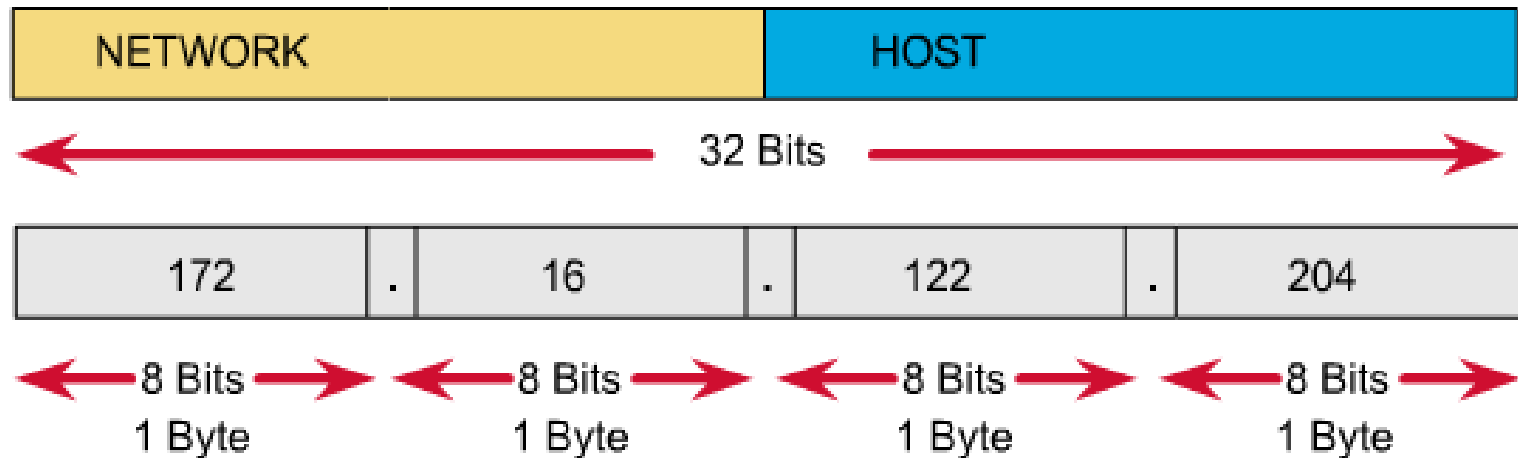 NETWORK HOST
32 Bits
172 . 16 . 122 . 204
8 Bits 8 Bits 8 Bits 8 Bits
1 Byte 1 Byte 1 Byte 1 Byte